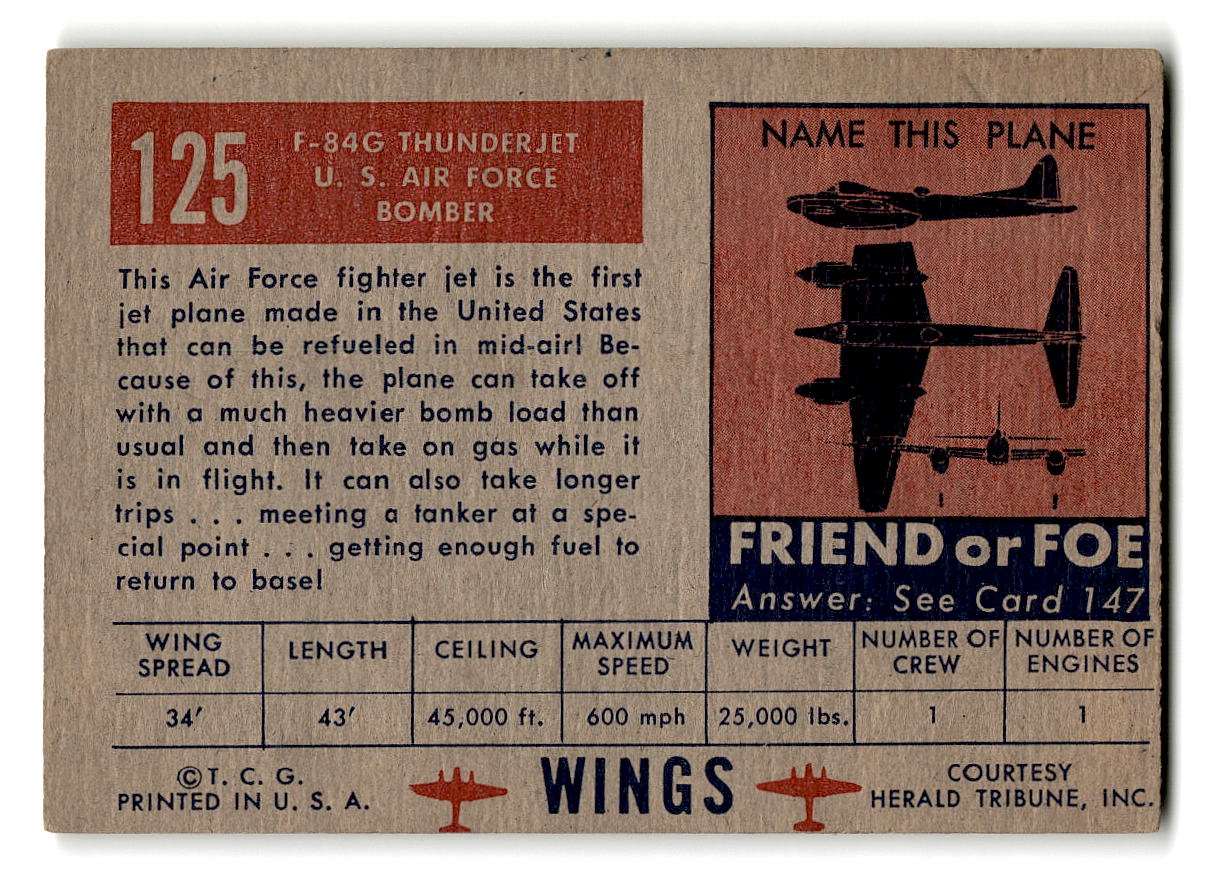 125
F-84G THUNDERJET
U. S. AIR FORCE
BOMBER
This Air Force fighter jet is the first
jet plane made in the United States
that can be refueled in mid-air! Be-
cause of this, the plane can take off
with a much heavier bomb load than
usual and then take on gas while it
is in flight. It can also take longer
trips . . . meeting a tanker at a spe-
cial point . . . getting enough fuel to
return to base!
NAME THIS PLANE
FRIEND or FOE
Answer: See Card 147
WING SPREAD LENGTH CEILING MAXIMUM SPEED WEIGHT NUMBER OF CREW NUMBER OF ENGINES
34' 43' 45,000 ft. 600 mph 25,000 lbs. 1 1
© T. C. G.
PRINTED IN U. S. A.
WINGS
COURTESY
HERALD TRIBUNE, INC.